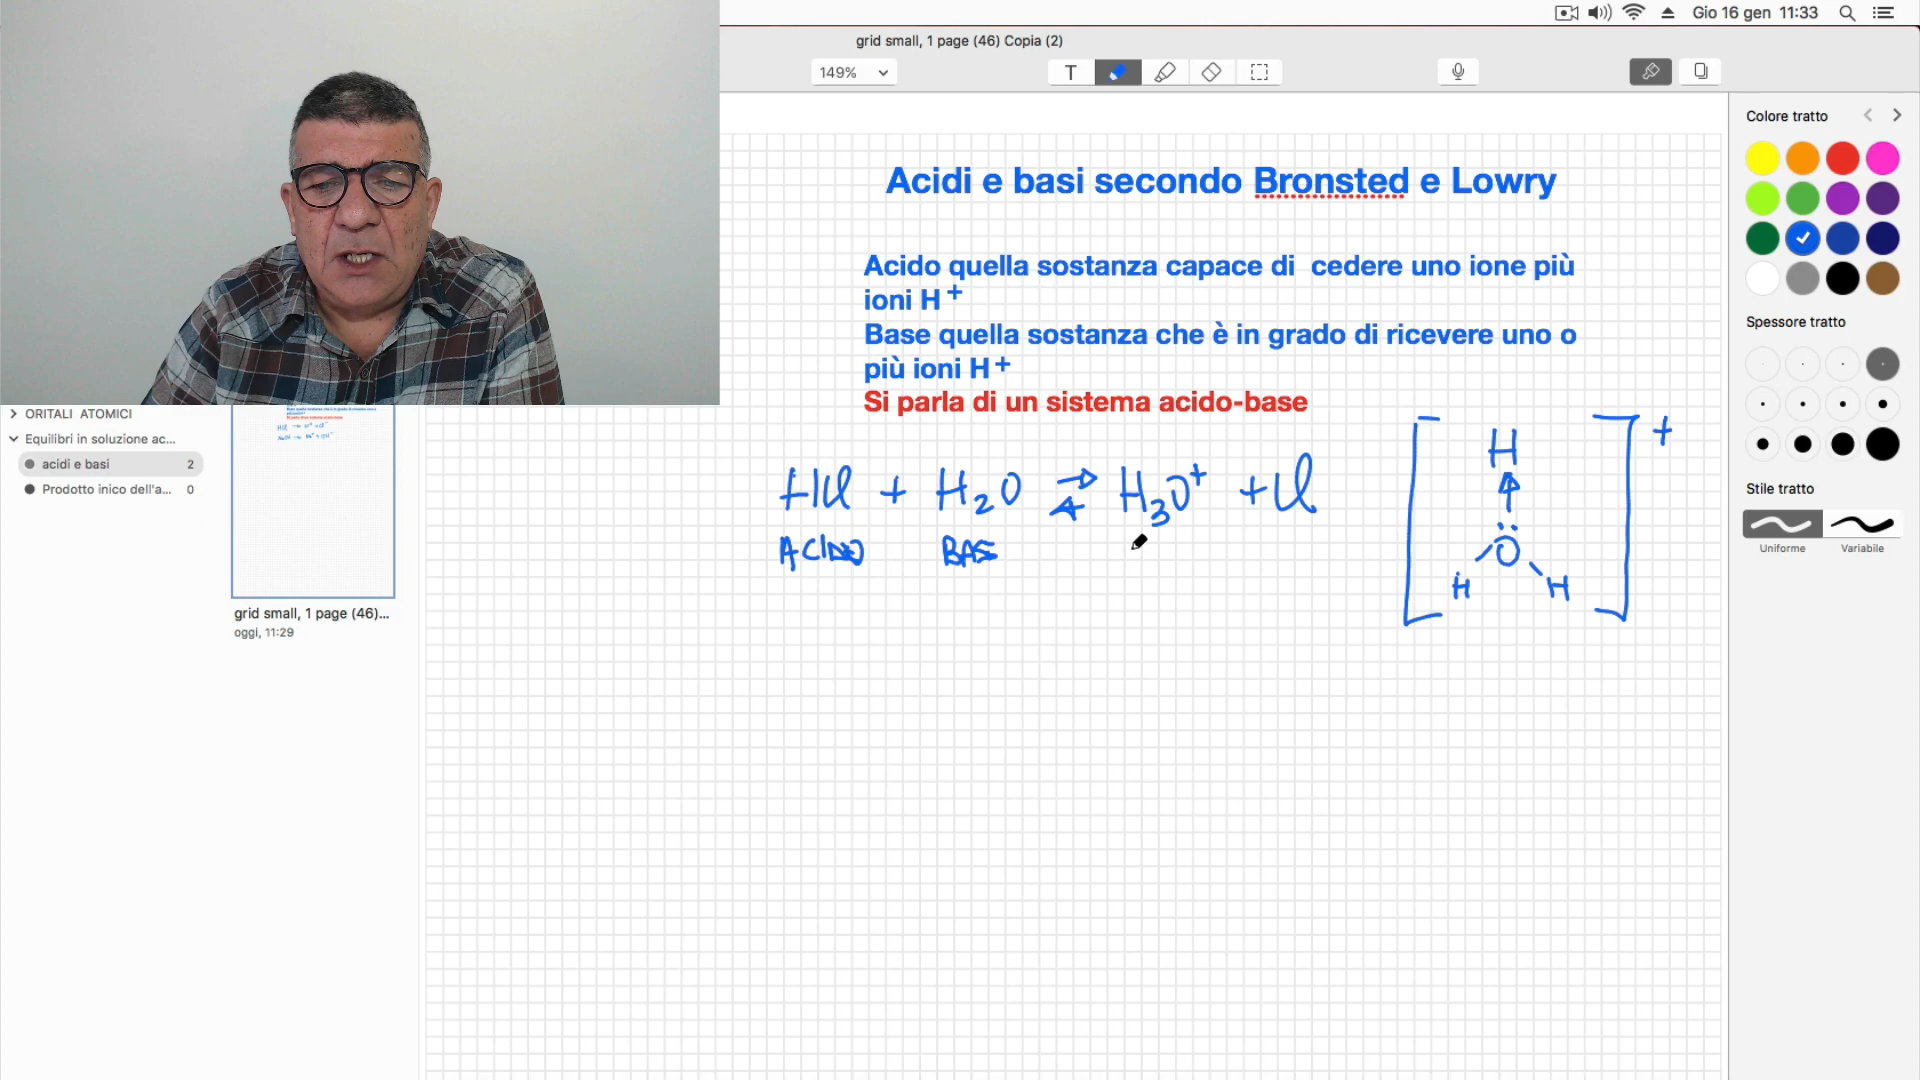 Gio 16 gen 11:33
grid small, 1 page (46) Copia (2)
149%
T
Colore tratto
Acidi e basi secondo Bronsted e Lowry
Acido quella sostanza capace di cedere uno ione più
ioni H +
Base quella sostanza che è in grado di ricevere uno o
più ioni H +
Si parla di un sistema acido-base
Spessore tratto
HCl + H₂O ⇄ H₃O⁺ + Cl
ACIDO BASE
[ H ] +
O
H H
Stile tratto
Uniforme Variabile
ORITALI ATOMICI
Equilibri in soluzione ac...
acidi e basi 2
Prodotto inico dell'a... 0
grid small, 1 page (46)...
oggi, 11:29